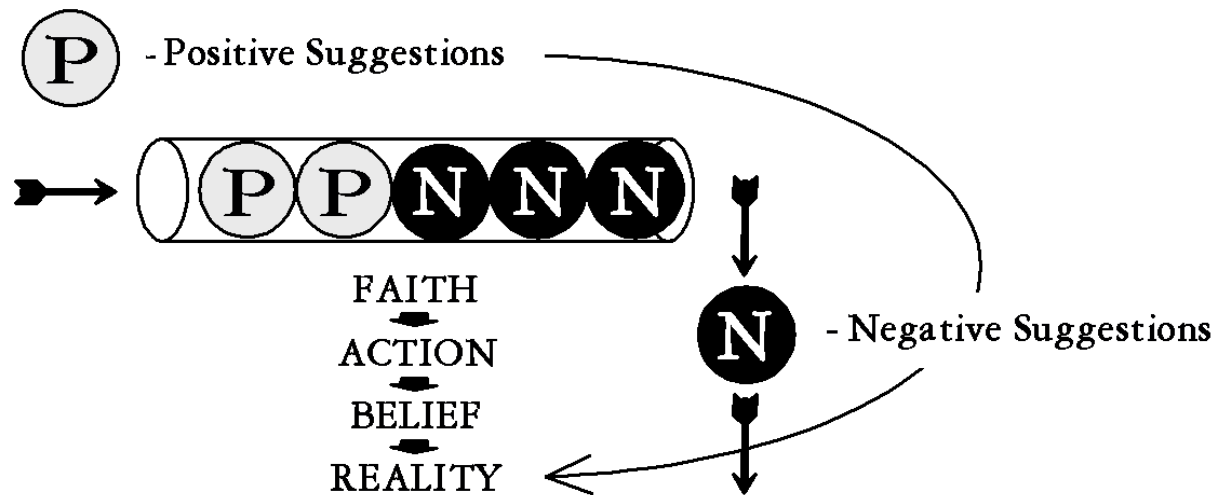 P - Positive Suggestions
P P N N N
FAITH
ACTION
N - Negative Suggestions
BELIEF
REALITY